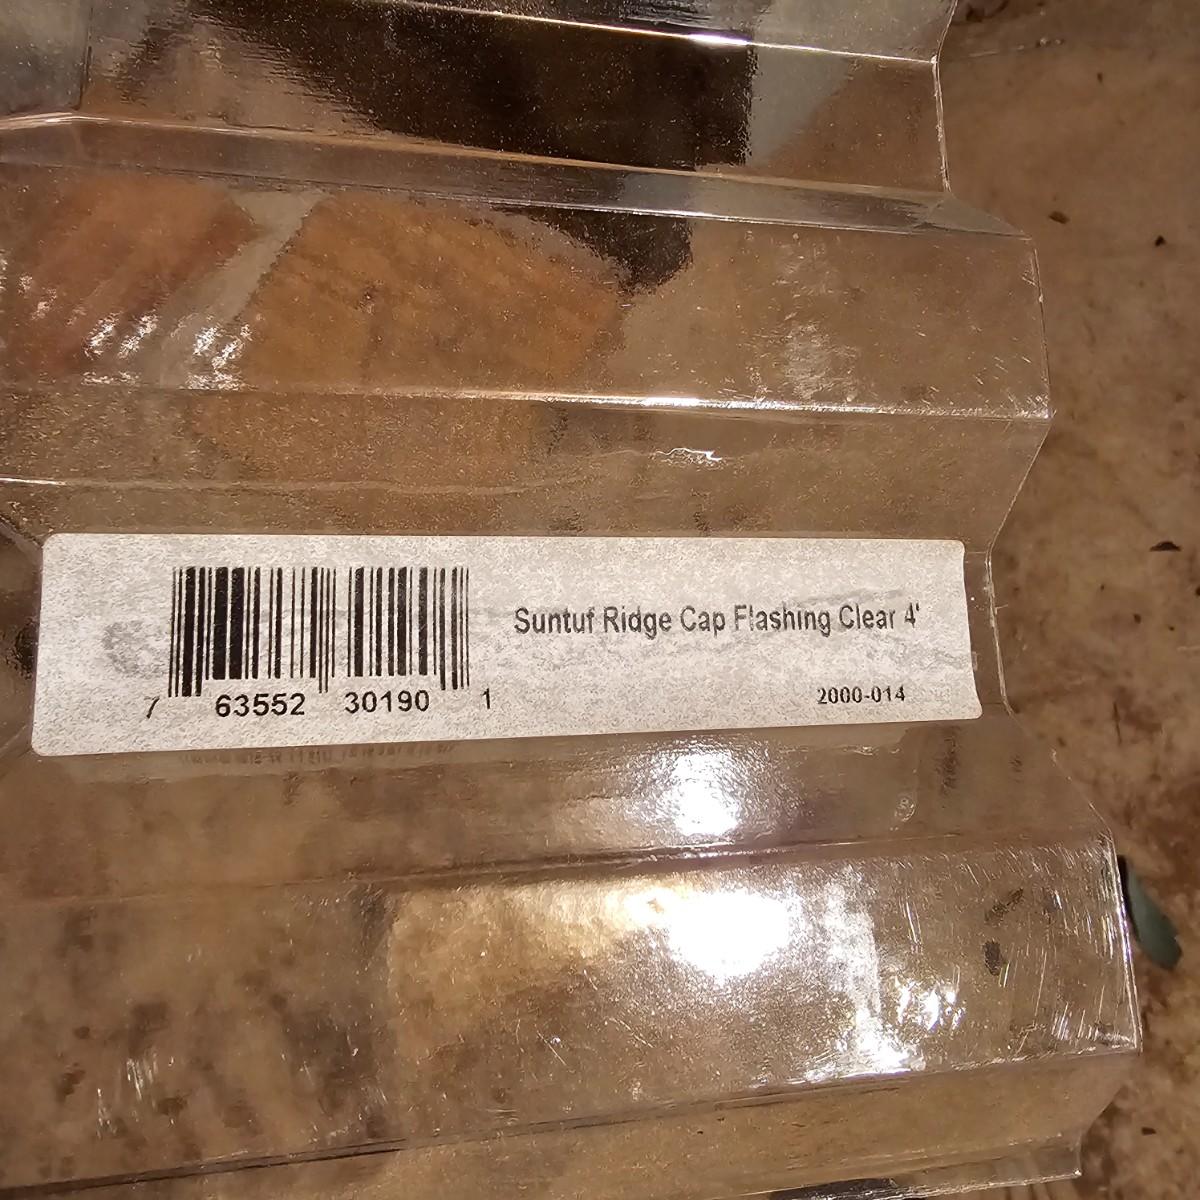 Suntuf Ridge Cap Flashing Clear 4'
7 63552 30190 1
2000-014